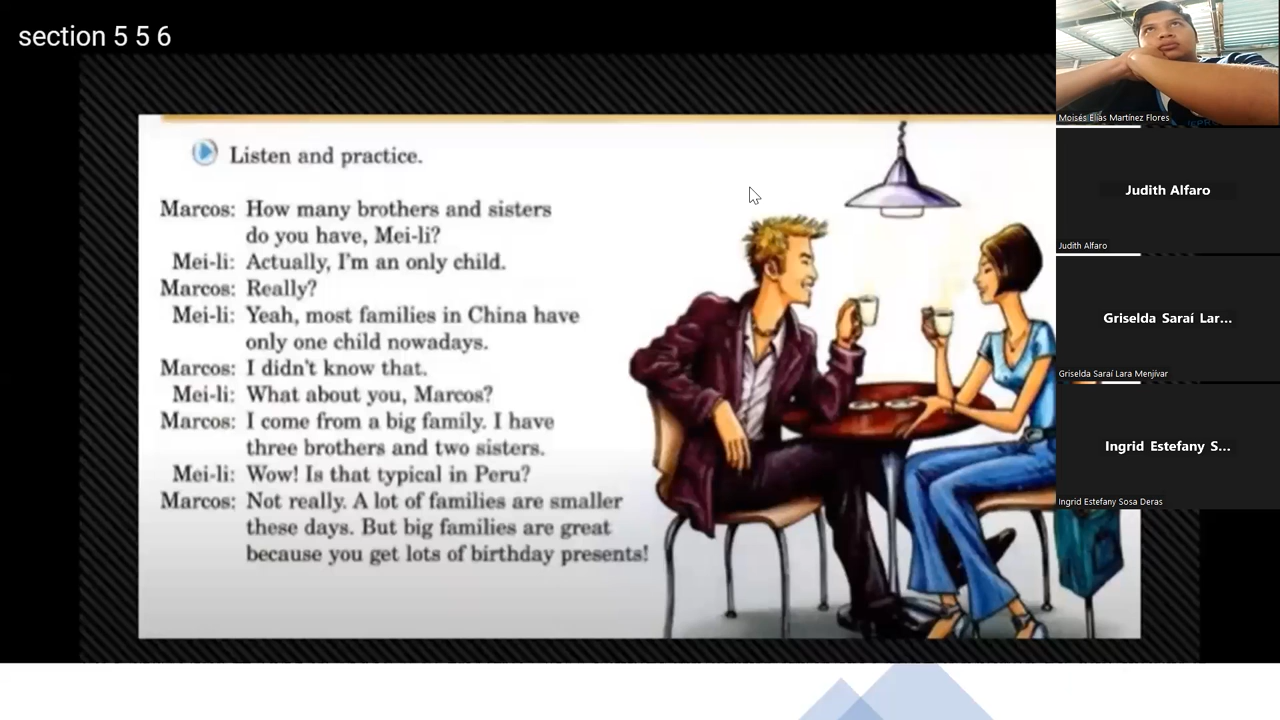 section 5 5 6
Listen and practice.
Marcos: How many brothers and sisters
do you have, Mei-li?
Mei-li: Actually, I'm an only child.
Marcos: Really?
Mei-li: Yeah, most families in China have
only one child nowadays.
Marcos: I didn't know that.
Mei-li: What about you, Marcos?
Marcos: I come from a big family. I have
three brothers and two sisters.
Mei-li: Wow! Is that typical in Peru?
Marcos: Not really. A lot of families are smaller
these days. But big families are great
because you get lots of birthday presents!
Moisés Elías Martínez Flores
Judith Alfaro
Judith Alfaro
Griselda Saraí Lar...
Griselda Saraí Lara Menjívar
Ingrid Estefany S...
Ingrid Estefany Sosa Deras